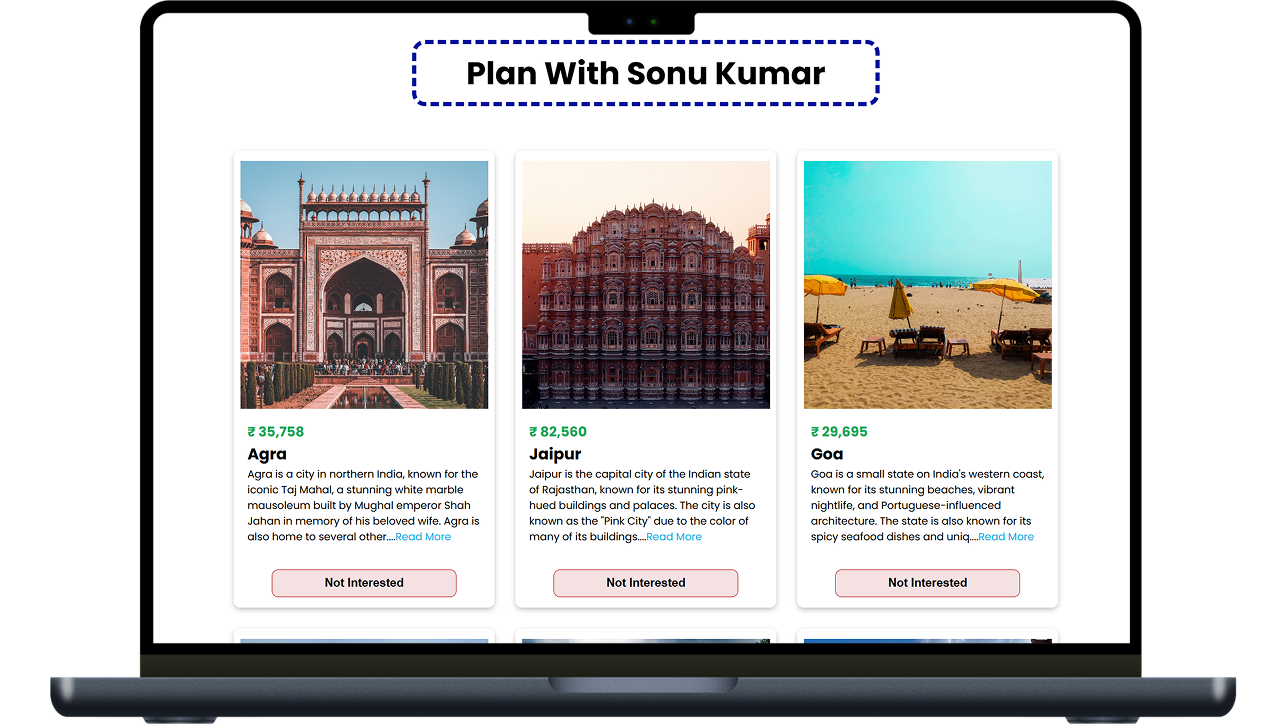 Plan With Sonu Kumar
₹ 35,758
Agra
Agra is a city in northern India, known for the
iconic Taj Mahal, a stunning white marble
mausoleum built by Mughal emperor Shah
Jahan in memory of his beloved wife. Agra is
also home to several other....Read More
Not Interested
₹ 82,560
Jaipur
Jaipur is the capital city of the Indian state
of Rajasthan, known for its stunning pink-
hued buildings and palaces. The city is also
known as the "Pink City" due to the color of
many of its buildings....Read More
Not Interested
₹ 29,695
Goa
Goa is a small state on India's western coast,
known for its stunning beaches, vibrant
nightlife, and Portuguese-influenced
architecture. The state is also known for its
spicy seafood dishes and uniq....Read More
Not Interested